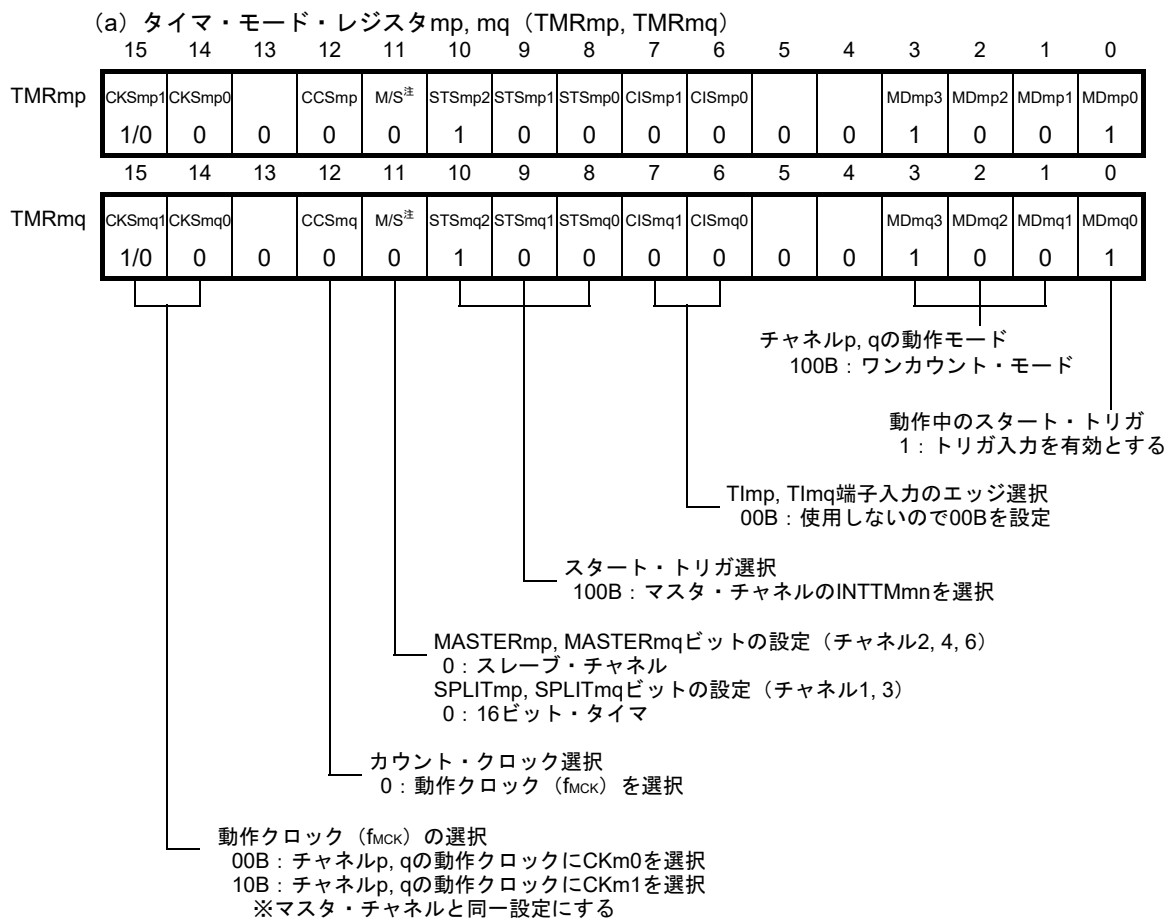 (a) タイマ・モード・レジスタmp, mq（TMRmp, TMRmq）
15 14 13 12 11 10 9 8 7 6 5 4 3 2 1 0
TMRmp CKSmp1 CKSmp0 CCSmp M/S注 STSmp2 STSmp1 STSmp0 CISmp1 CISmp0 MDmp3 MDmp2 MDmp1 MDmp0
1/0 0 0 0 0 1 0 0 0 0 0 0 1 0 0 1
15 14 13 12 11 10 9 8 7 6 5 4 3 2 1 0
TMRmq CKSmq1 CKSmq0 CCSmq M/S注 STSmq2 STSmq1 STSmq0 CISmq1 CISmq0 MDmq3 MDmq2 MDmq1 MDmq0
1/0 0 0 0 0 1 0 0 0 0 0 0 1 0 0 1
チャネルp, qの動作モード
100B：ワンカウント・モード
動作中のスタート・トリガ
1：トリガ入力を有効とする
TImp, TImq端子入力のエッジ選択
00B：使用しないので00Bを設定
スタート・トリガ選択
100B：マスタ・チャネルのINTTMmnを選択
MASTERmp, MASTERmqビットの設定（チャネル2, 4, 6）
0：スレーブ・チャネル
SPLITmp, SPLITmqビットの設定（チャネル1, 3）
0：16ビット・タイマ
カウント・クロック選択
0：動作クロック（fMCK）を選択
動作クロック（fMCK）の選択
00B：チャネルp, qの動作クロックにCKm0を選択
10B：チャネルp, qの動作クロックにCKm1を選択
※マスタ・チャネルと同一設定にする